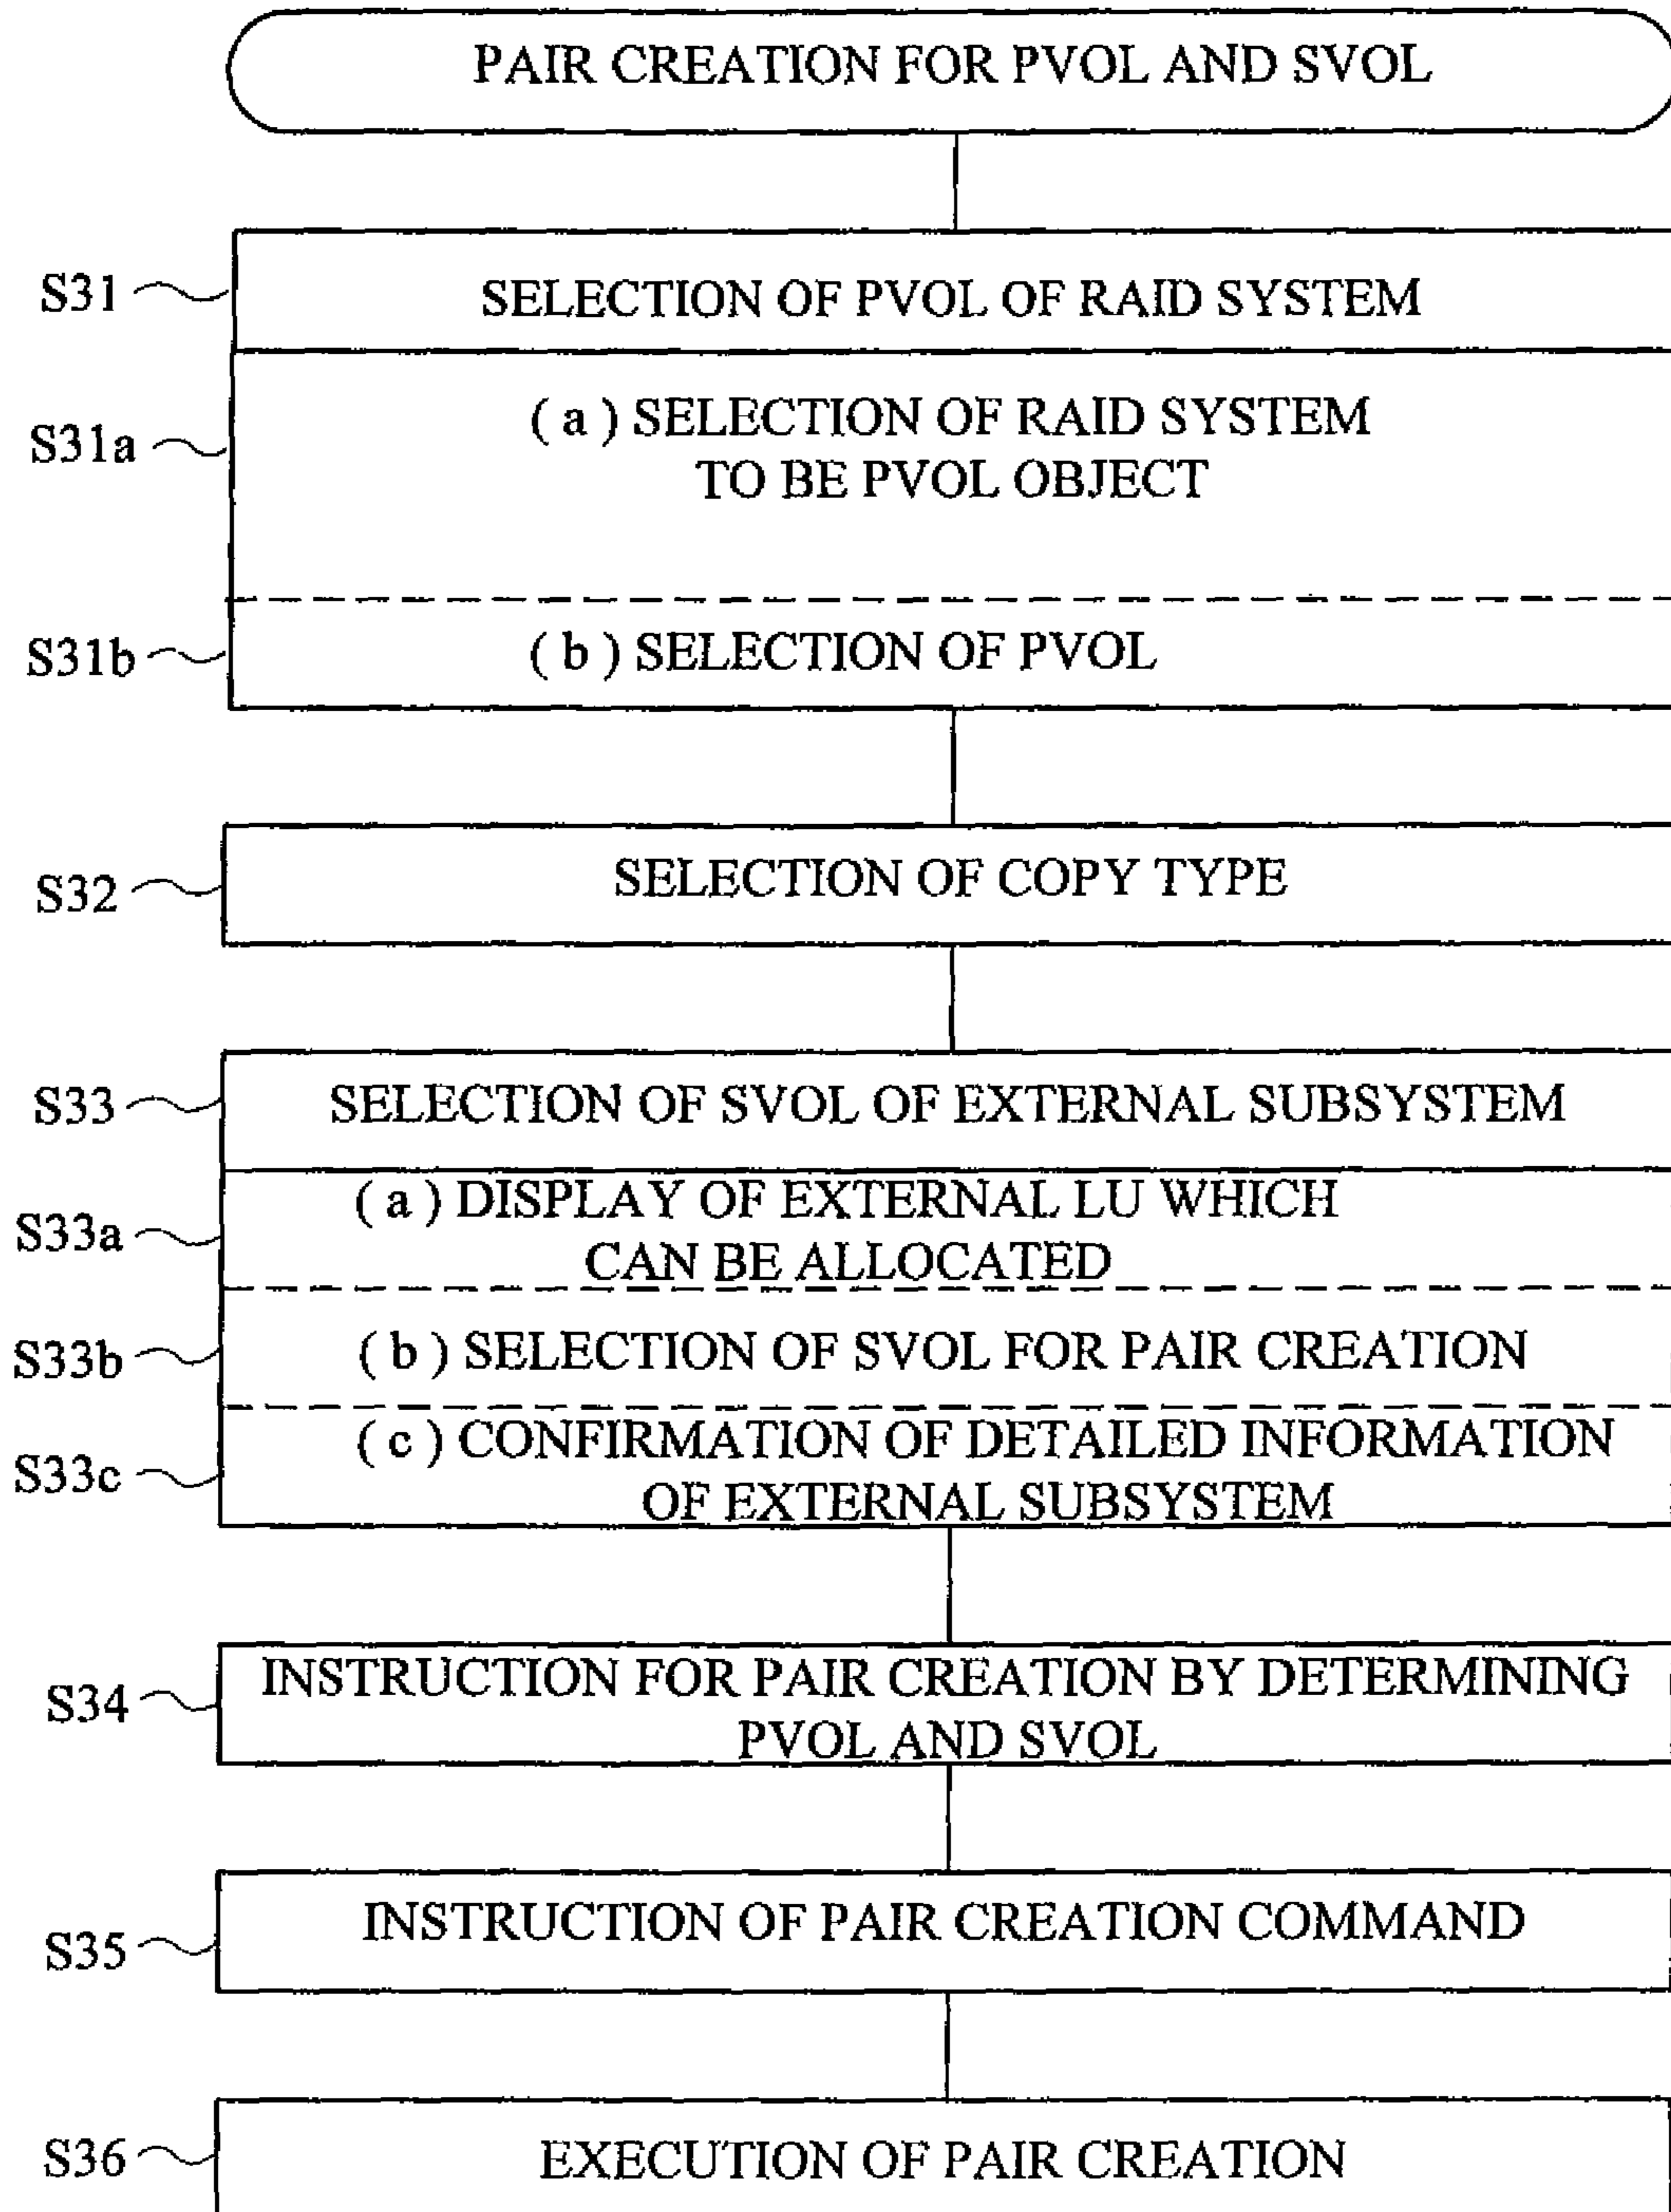 PAIR CREATION FOR PVOL AND SVOL
S31
SELECTION OF PVOL OF RAID SYSTEM
S31a
( a ) SELECTION OF RAID SYSTEM
TO BE PVOL OBJECT
S31b
( b ) SELECTION OF PVOL
S32
SELECTION OF COPY TYPE
S33
SELECTION OF SVOL OF EXTERNAL SUBSYSTEM
S33a
( a ) DISPLAY OF EXTERNAL LU WHICH
CAN BE ALLOCATED
S33b
( b ) SELECTION OF SVOL FOR PAIR CREATION
S33c
( c ) CONFIRMATION OF DETAILED INFORMATION
OF EXTERNAL SUBSYSTEM
S34
INSTRUCTION FOR PAIR CREATION BY DETERMINING
PVOL AND SVOL
S35
INSTRUCTION OF PAIR CREATION COMMAND
S36
EXECUTION OF PAIR CREATION